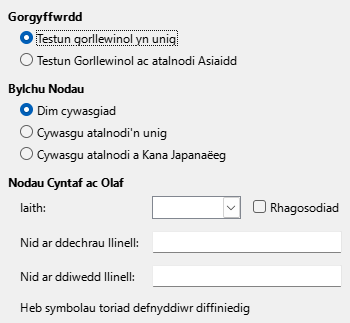 Gorgyffwrdd
Testun gorllewinol yn unig
Testun Gorllewinol ac atalnodi Asiaidd
Bylchu Nodau
Dim cywasgiad
Cywasgu atalnodi'n unig
Cywasgu atalnodi a Kana Japanaëeg
Nodau Cyntaf ac Olaf
Iaith: Rhagosodiad
Nid ar ddechrau llinell:
Nid ar ddiwedd llinell:
Heb symbolau toriad defnyddiwr diffiniedig